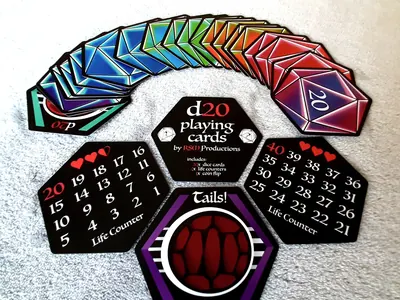 20
d20
playing
cards
by Productions
includes:
dice cards
life counters
coin flip
20 19 18 17 16
15 14 13 12 11
10 9 8 7 6
5 4 3 2 1
Life Counter
40 39 38 37 36
35 34 33 32 31
30 29 28 27 26
25 24 23 22 21
Life Counter
Tails!